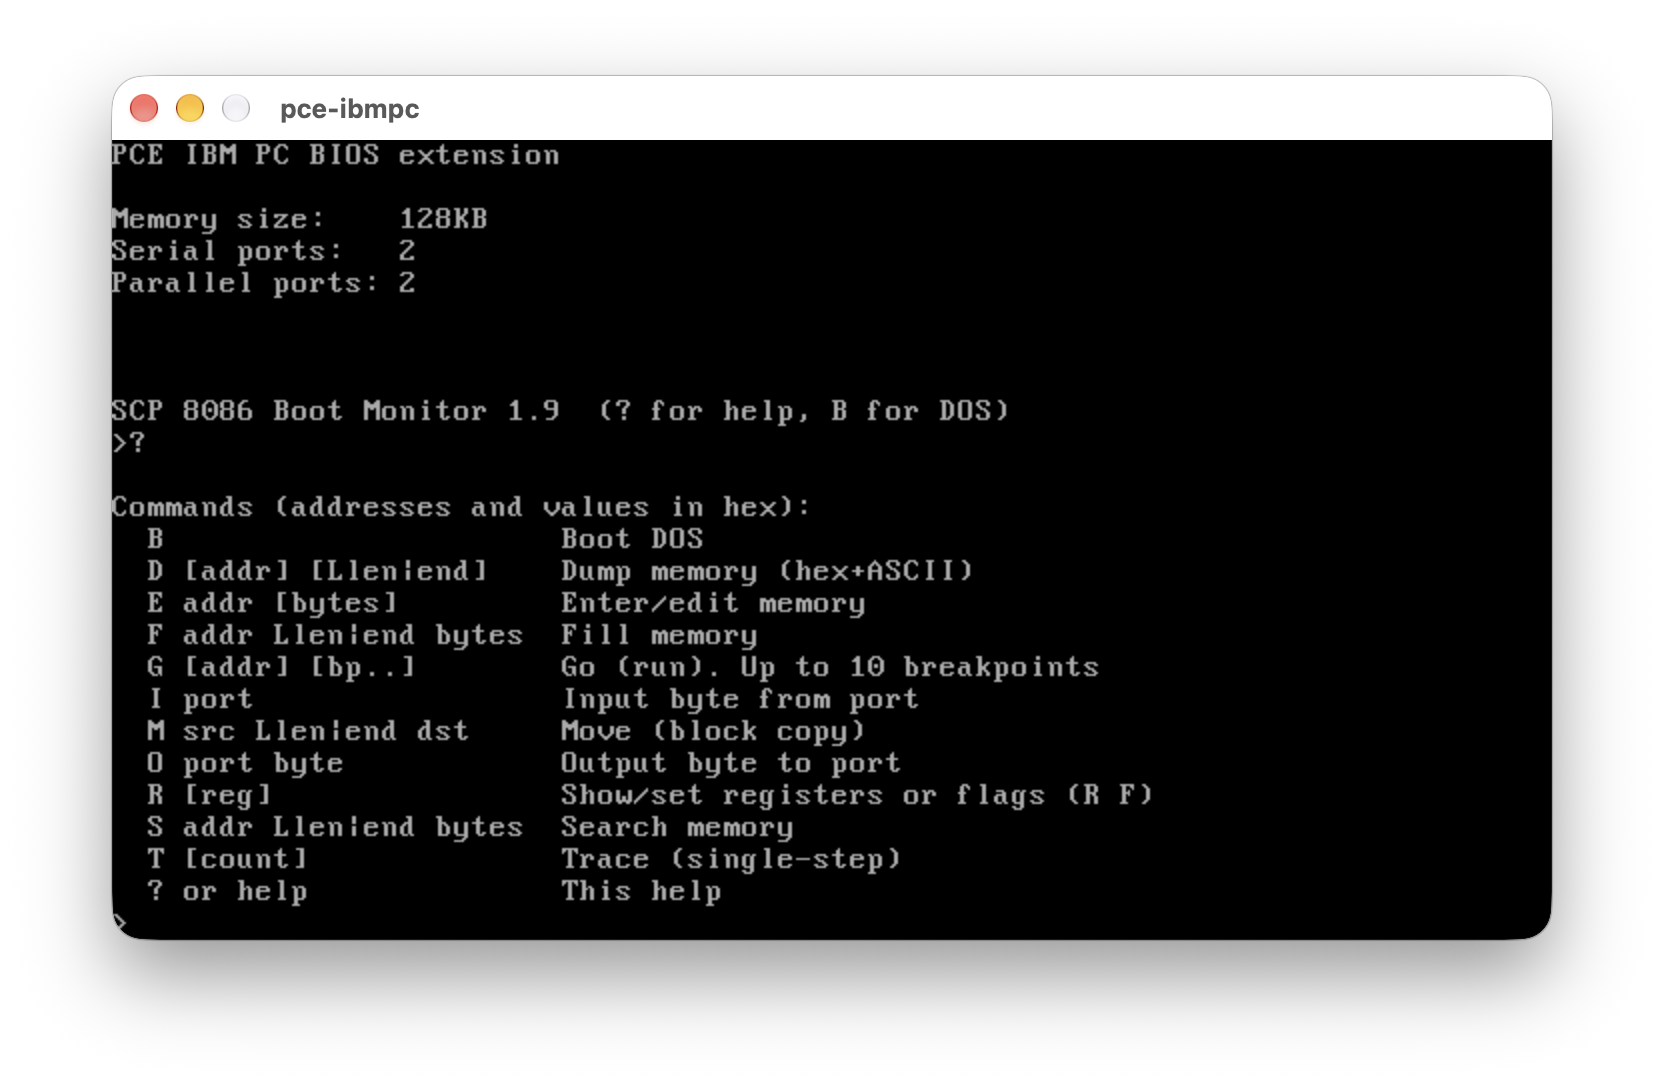 pce-ibmpc
PCE IBM PC BIOS extension
Memory size:    128KB
Serial ports:   2
Parallel ports: 2
SCP 8086 Boot Monitor 1.9  (? for help, B for DOS)
>?
Commands (addresses and values in hex):
  B                      Boot DOS
  D [addr] [Llen|end]    Dump memory (hex+ASCII)
  E addr [bytes]         Enter/edit memory
  F addr Llen|end bytes  Fill memory
  G [addr] [bp..]        Go (run). Up to 10 breakpoints
  I port                 Input byte from port
  M src Llen|end dst     Move (block copy)
  O port byte            Output byte to port
  R [reg]                Show/set registers or flags (R F)
  S addr Llen|end bytes  Search memory
  T [count]              Trace (single-step)
  ? or help              This help
>